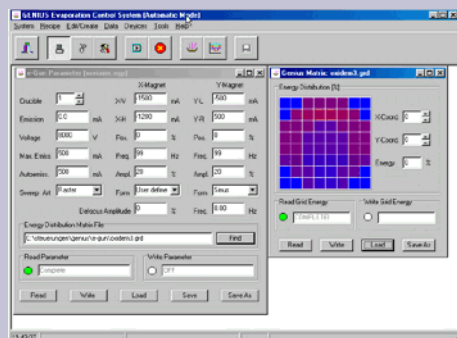 GENIUS Evaporation Control System (Automatic Mode)
System Recipe Edit/Create Data Devices Tools Help
e-Gun: Parameter
X-Magnet Y-Magnet
Crucible 1 X-V -1500 mA Y-L -500 mA
Emission 0.0 mA X-H -1200 mA Y-R 500 mA
Voltage 8000 V Pos. 0 % Pos. 0 %
Max. Emiss. 500 mA Freq. 99 Hz Freq. 99 Hz
Autoemiss. 500 mA Ampl. 20 % Ampl. 20 %
Sweep Art Raster Form User define Form Sinus
Defocus Amplitude 0 % Freq. 0.00 Hz
Energy Distribution Matrix File
oxidem3.grd Find
Read Parameter Write Parameter
Complete OFF
Read Write Load Save Save As
Genius Matrix: oxidem3.grd
Energy Distribution [%]
X-Coord. 0
Y-Coord. 0
Energy 0 %
Read Grid Energy Write Grid Energy
COMPLETED
Read Write Load Save As